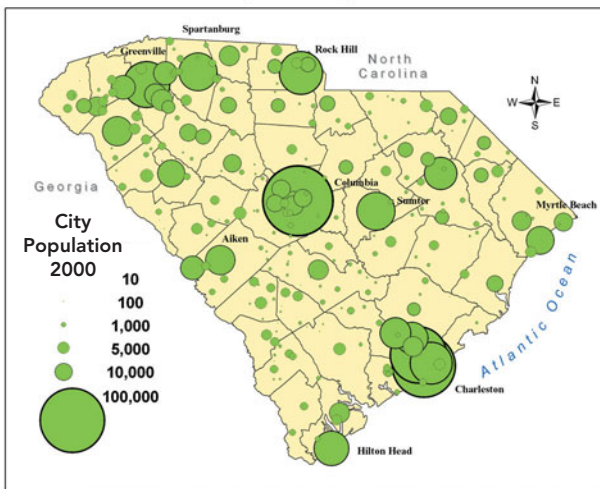 Spartanburg
Greenville
Rock Hill
North
Carolina
N
W E
S
Georgia
Columbia
Sumter
Myrtle Beach
Aiken
City
Population
2000
10
100
1,000
5,000
10,000
100,000
Atlantic Ocean
Charleston
Hilton Head